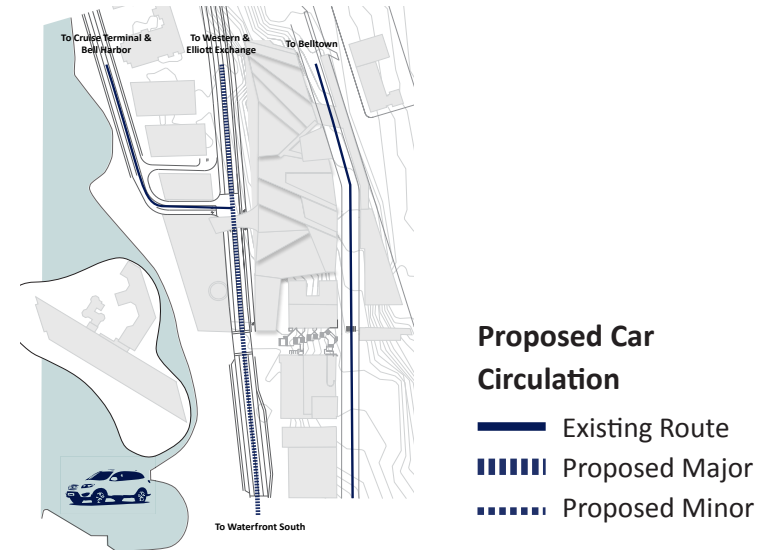 To Cruise Terminal &
Bell Harbor
To Western &
Elliott Exchange
To Belltown
To Waterfront South
Proposed Car
Circulation
Existing Route
Proposed Major
Proposed Minor